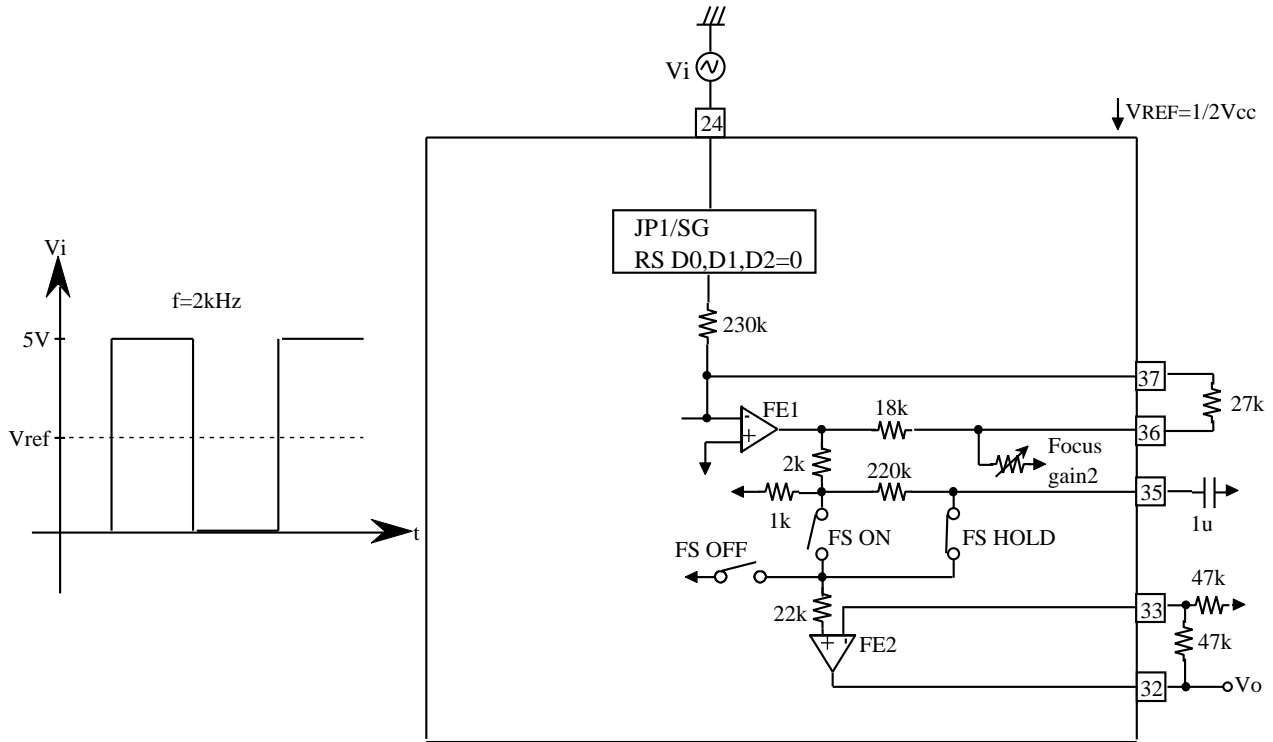 Vi
24
VREF=1/2Vcc
JP1/SG
RS D0,D1,D2=0
Vi
f=2kHz
230k
5V
37
FE1
18k
27k
-
+
36
Vref
Focus
gain2
2k
220k
35
1k
1u
t
FS ON
FS HOLD
FS OFF
47k
22k
33
47k
+ -
FE2
32
Vo